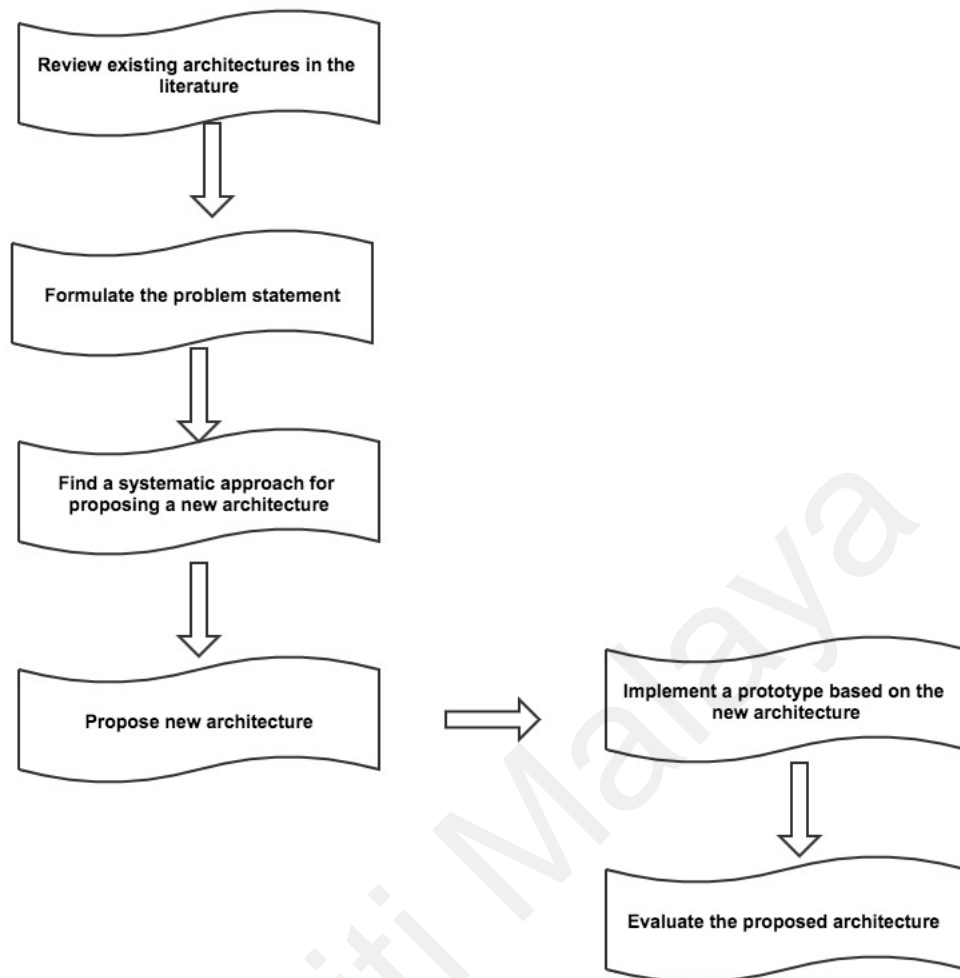 Review existing architectures in the
literature
Formulate the problem statement
Find a systematic approach for
proposing a new architecture
Propose new architecture
Implement a prototype based on the
new architecture
Evaluate the proposed architecture
iti Malaya